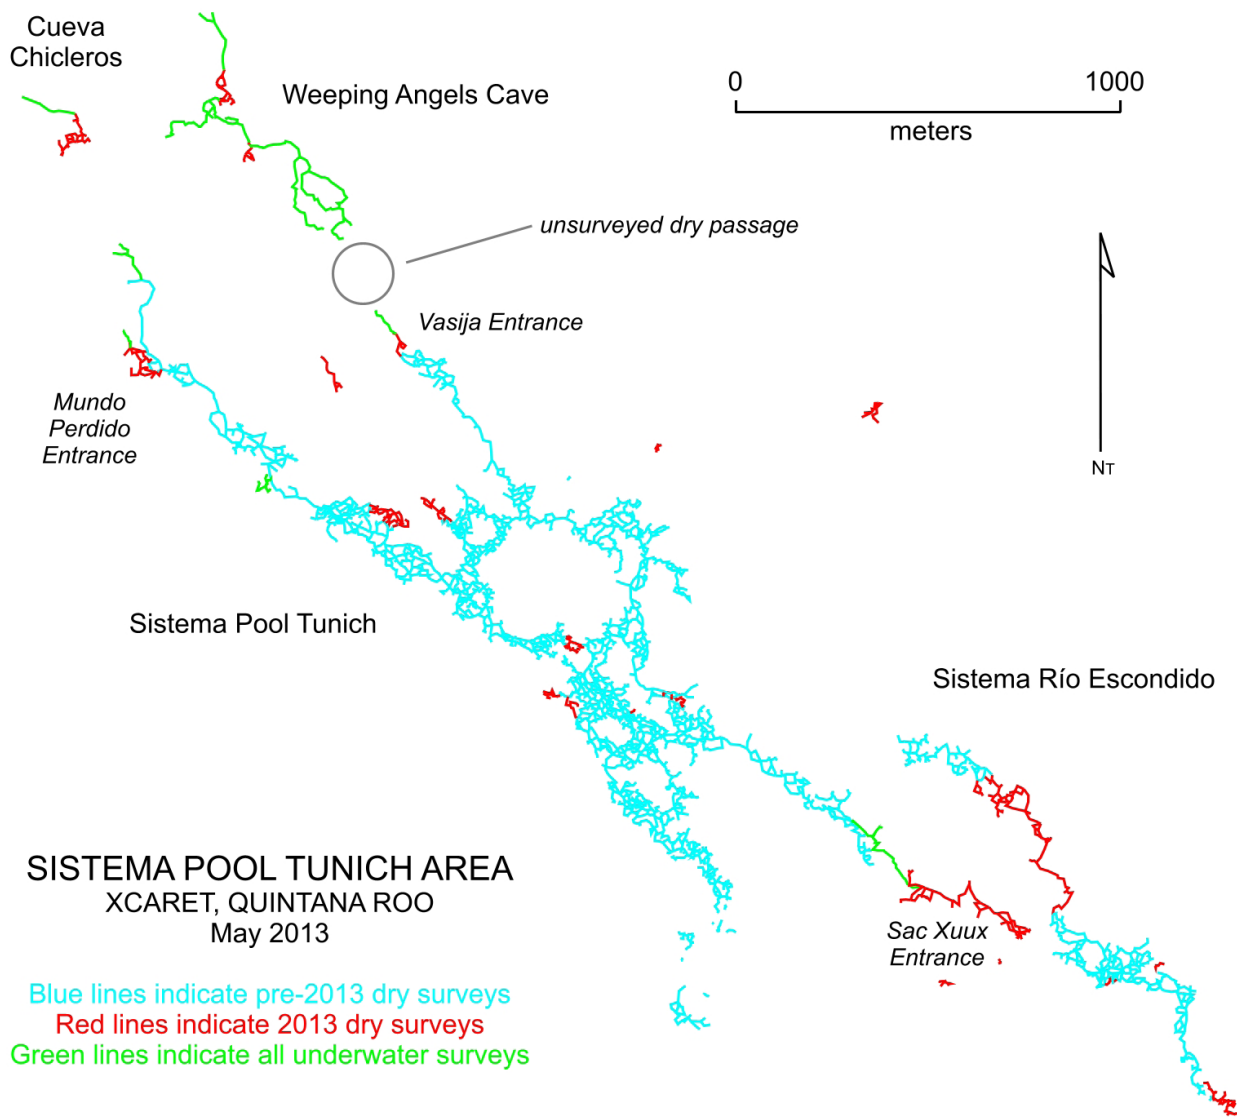 Cueva
Chicleros
Weeping Angels Cave
0
1000
meters
unsurveyed dry passage
Vasija Entrance
Mundo
Perdido
Entrance
NT
Sistema Pool Tunich
Sistema Río Escondido
SISTEMA POOL TUNICH AREA
XCARET, QUINTANA ROO
May 2013
Sac Xuux
Entrance
Blue lines indicate pre-2013 dry surveys
Red lines indicate 2013 dry surveys
Green lines indicate all underwater surveys